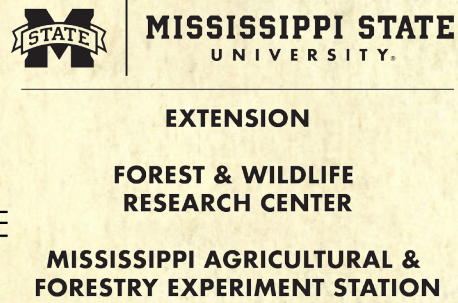 STATE
MISSISSIPPI STATE
UNIVERSITY®
EXTENSION
FOREST & WILDLIFE
RESEARCH CENTER
MISSISSIPPI AGRICULTURAL &
FORESTRY EXPERIMENT STATION